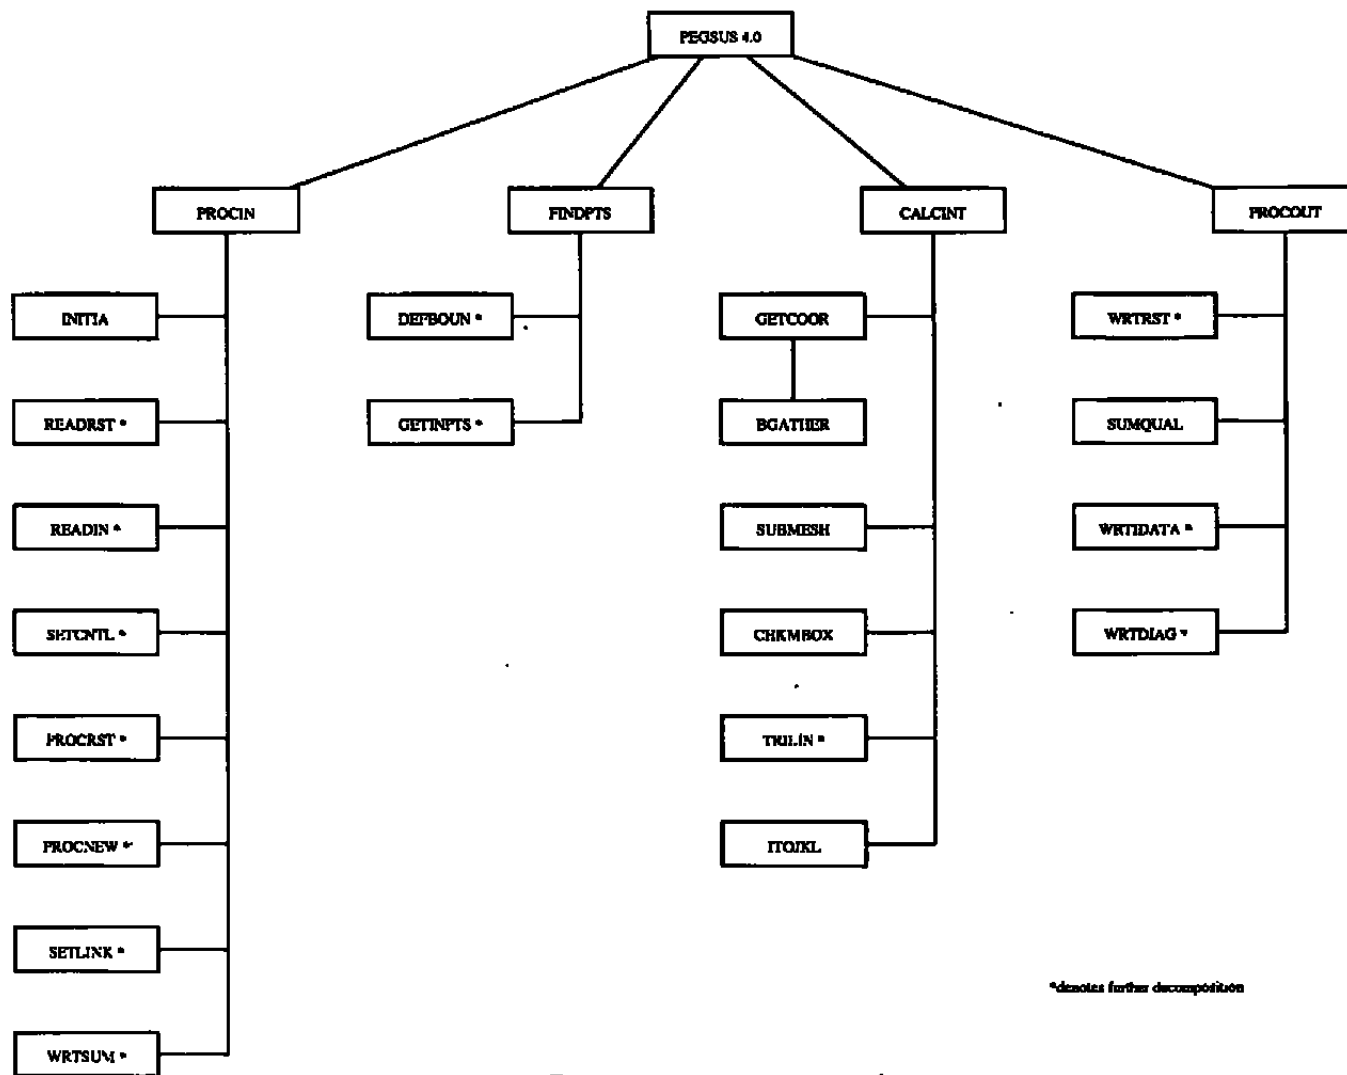 PEGSUS 4.0
PROCIN
FINDPTS
CALCINT
PROCOUT
INITIA
DEFBOUN *
GETCOOR
WRTRST *
READRST *
GETINPTS *
BGATHER
SUMQUAL
READIN *
SUBMESH
WRTIDATA *
SETCNTL *
CHKMBOX
WRTDIAG *
PROCRST *
TRILIN *
PROCNEW *
ITOJKL
SETLINK *
*denotes further decomposition
WRTSUM *